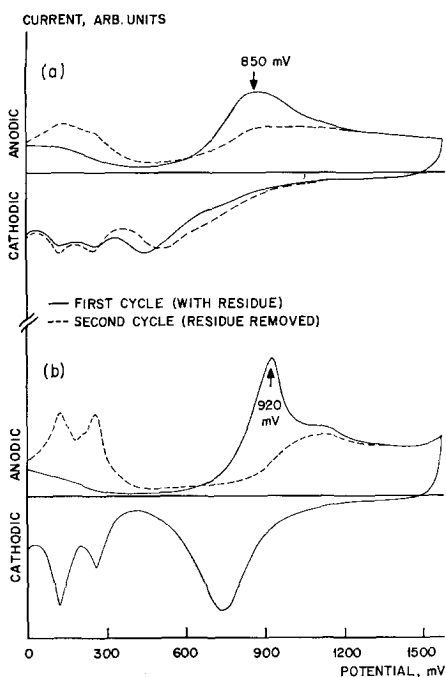 CURRENT, ARB. UNITS
(a)
850 mV
ANODIC
CATHODIC
FIRST CYCLE (WITH RESIDUE)
SECOND CYCLE (RESIDUE REMOVED)
(b)
920
mV
ANODIC
CATHODIC
0 300 600 900 1200 1500
POTENTIAL, mV